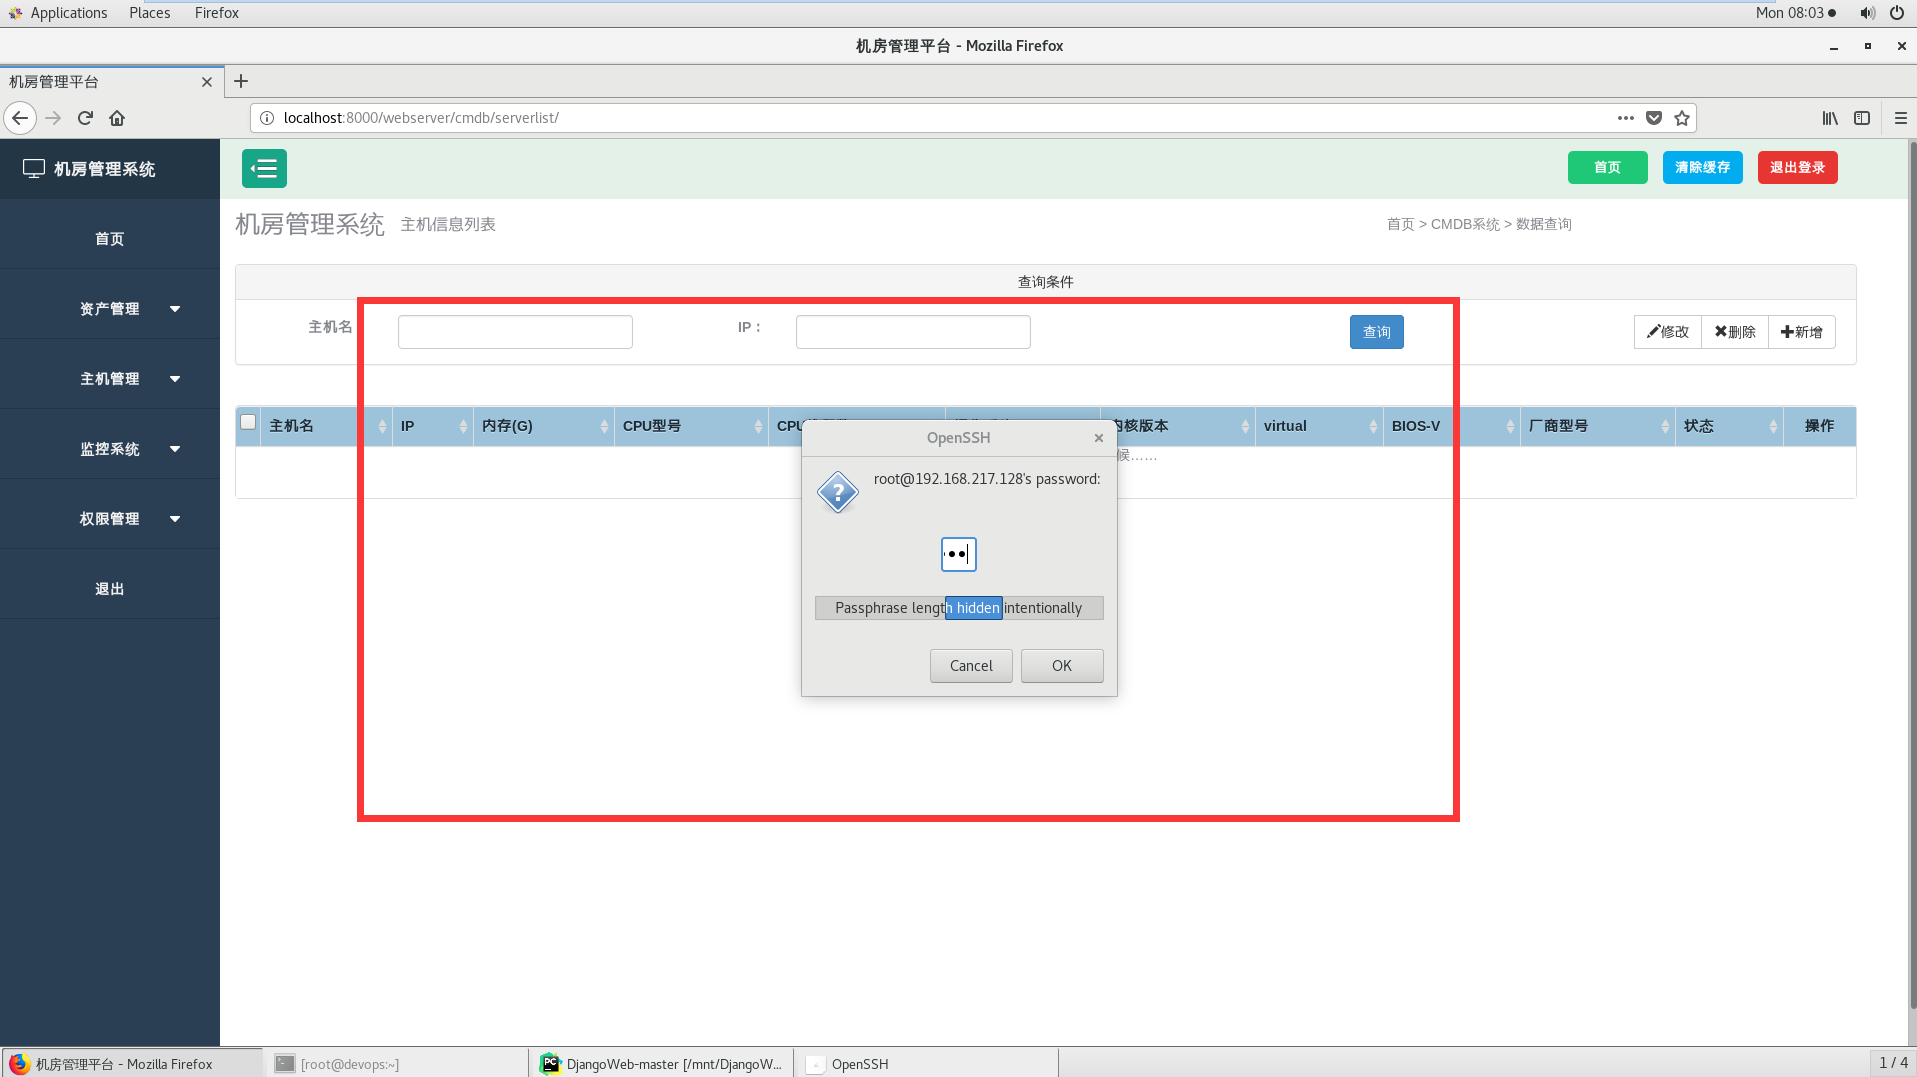 Applications Places Firefox Mon 08:03
机房管理平台 - Mozilla Firefox
机房管理平台
localhost:8000/webserver/cmdb/serverlist/
机房管理系统
首页 清除缓存 退出登录
机房管理系统 主机信息列表 首页 > CMDB系统 > 数据查询
首页
资产管理
主机管理
监控系统
权限管理
退出
查询条件
主机名 IP： 查询 修改 删除 新增
主机名 IP 内存(G) CPU型号 CPU 内核版本 virtual BIOS-V 厂商型号 状态 操作
候……
OpenSSH
root@192.168.217.128's password:
Passphrase length hidden intentionally
Cancel OK
机房管理平台 - Mozilla Firefox [root@devops:~] DjangoWeb-master [/mnt/DjangoW... OpenSSH 1 / 4